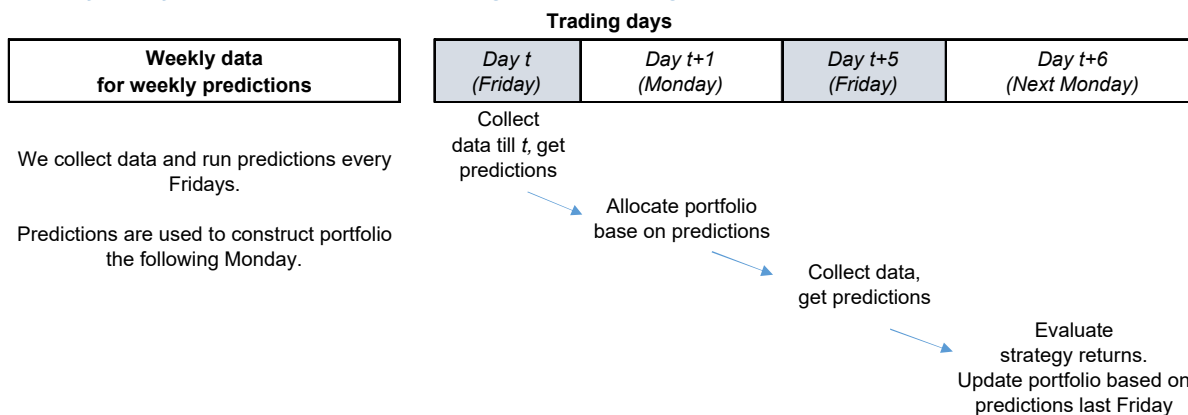 Trading days
Weekly data
for weekly predictions
Day t
(Friday)
Day t+1
(Monday)
Day t+5
(Friday)
Day t+6
(Next Monday)
We collect data and run predictions every
Fridays.
Predictions are used to construct portfolio
the following Monday.
Collect
data till t, get
predictions
Allocate portfolio
base on predictions
Collect data,
get predictions
Evaluate
strategy returns.
Update portfolio based on
predictions last Friday